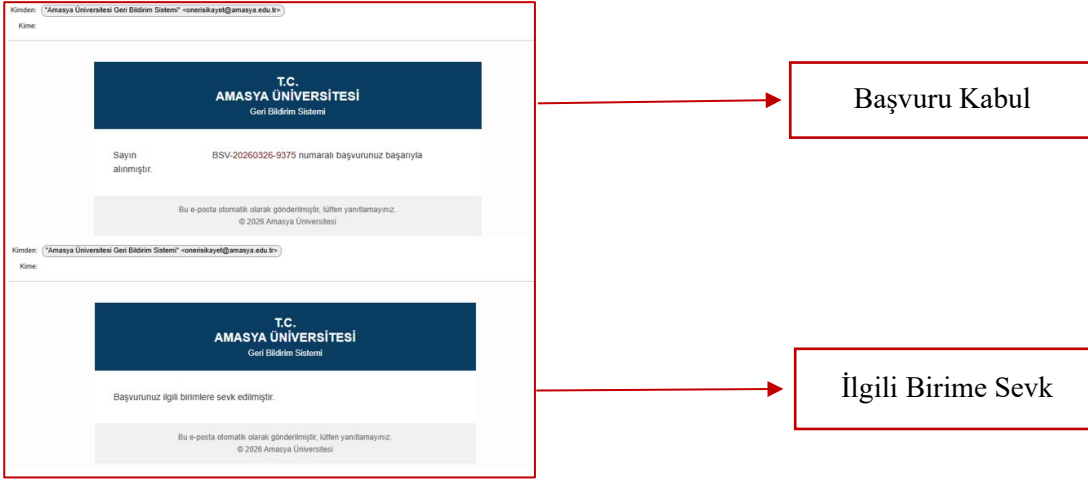 Kimden: "Amasya Üniversitesi Geri Bildirim Sistemi" <onerisikayet@amasya.edu.tr>
Kime:
T.C.
AMASYA ÜNİVERSİTESİ
Geri Bildirim Sistemi
Sayın BSV-20260326-9375 numaralı başvurunuz başarıyla
alınmıştır.
Bu e-posta otomatik olarak gönderilmiştir, lütfen yanıtlamayınız.
© 2026 Amasya Üniversitesi
Başvuru Kabul
Kimden: "Amasya Üniversitesi Geri Bildirim Sistemi" <onerisikayet@amasya.edu.tr>
Kime:
T.C.
AMASYA ÜNİVERSİTESİ
Geri Bildirim Sistemi
Başvurunuz ilgili birimlere sevk edilmiştir.
Bu e-posta otomatik olarak gönderilmiştir, lütfen yanıtlamayınız.
© 2026 Amasya Üniversitesi
İlgili Birime Sevk